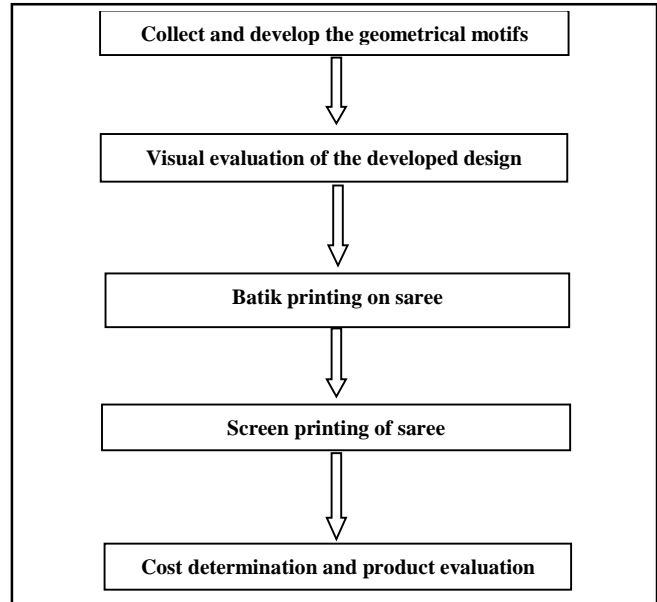 Collect and develop the geometrical motifs
Visual evaluation of the developed design
Batik printing on saree
Screen printing of saree
Cost determination and product evaluation